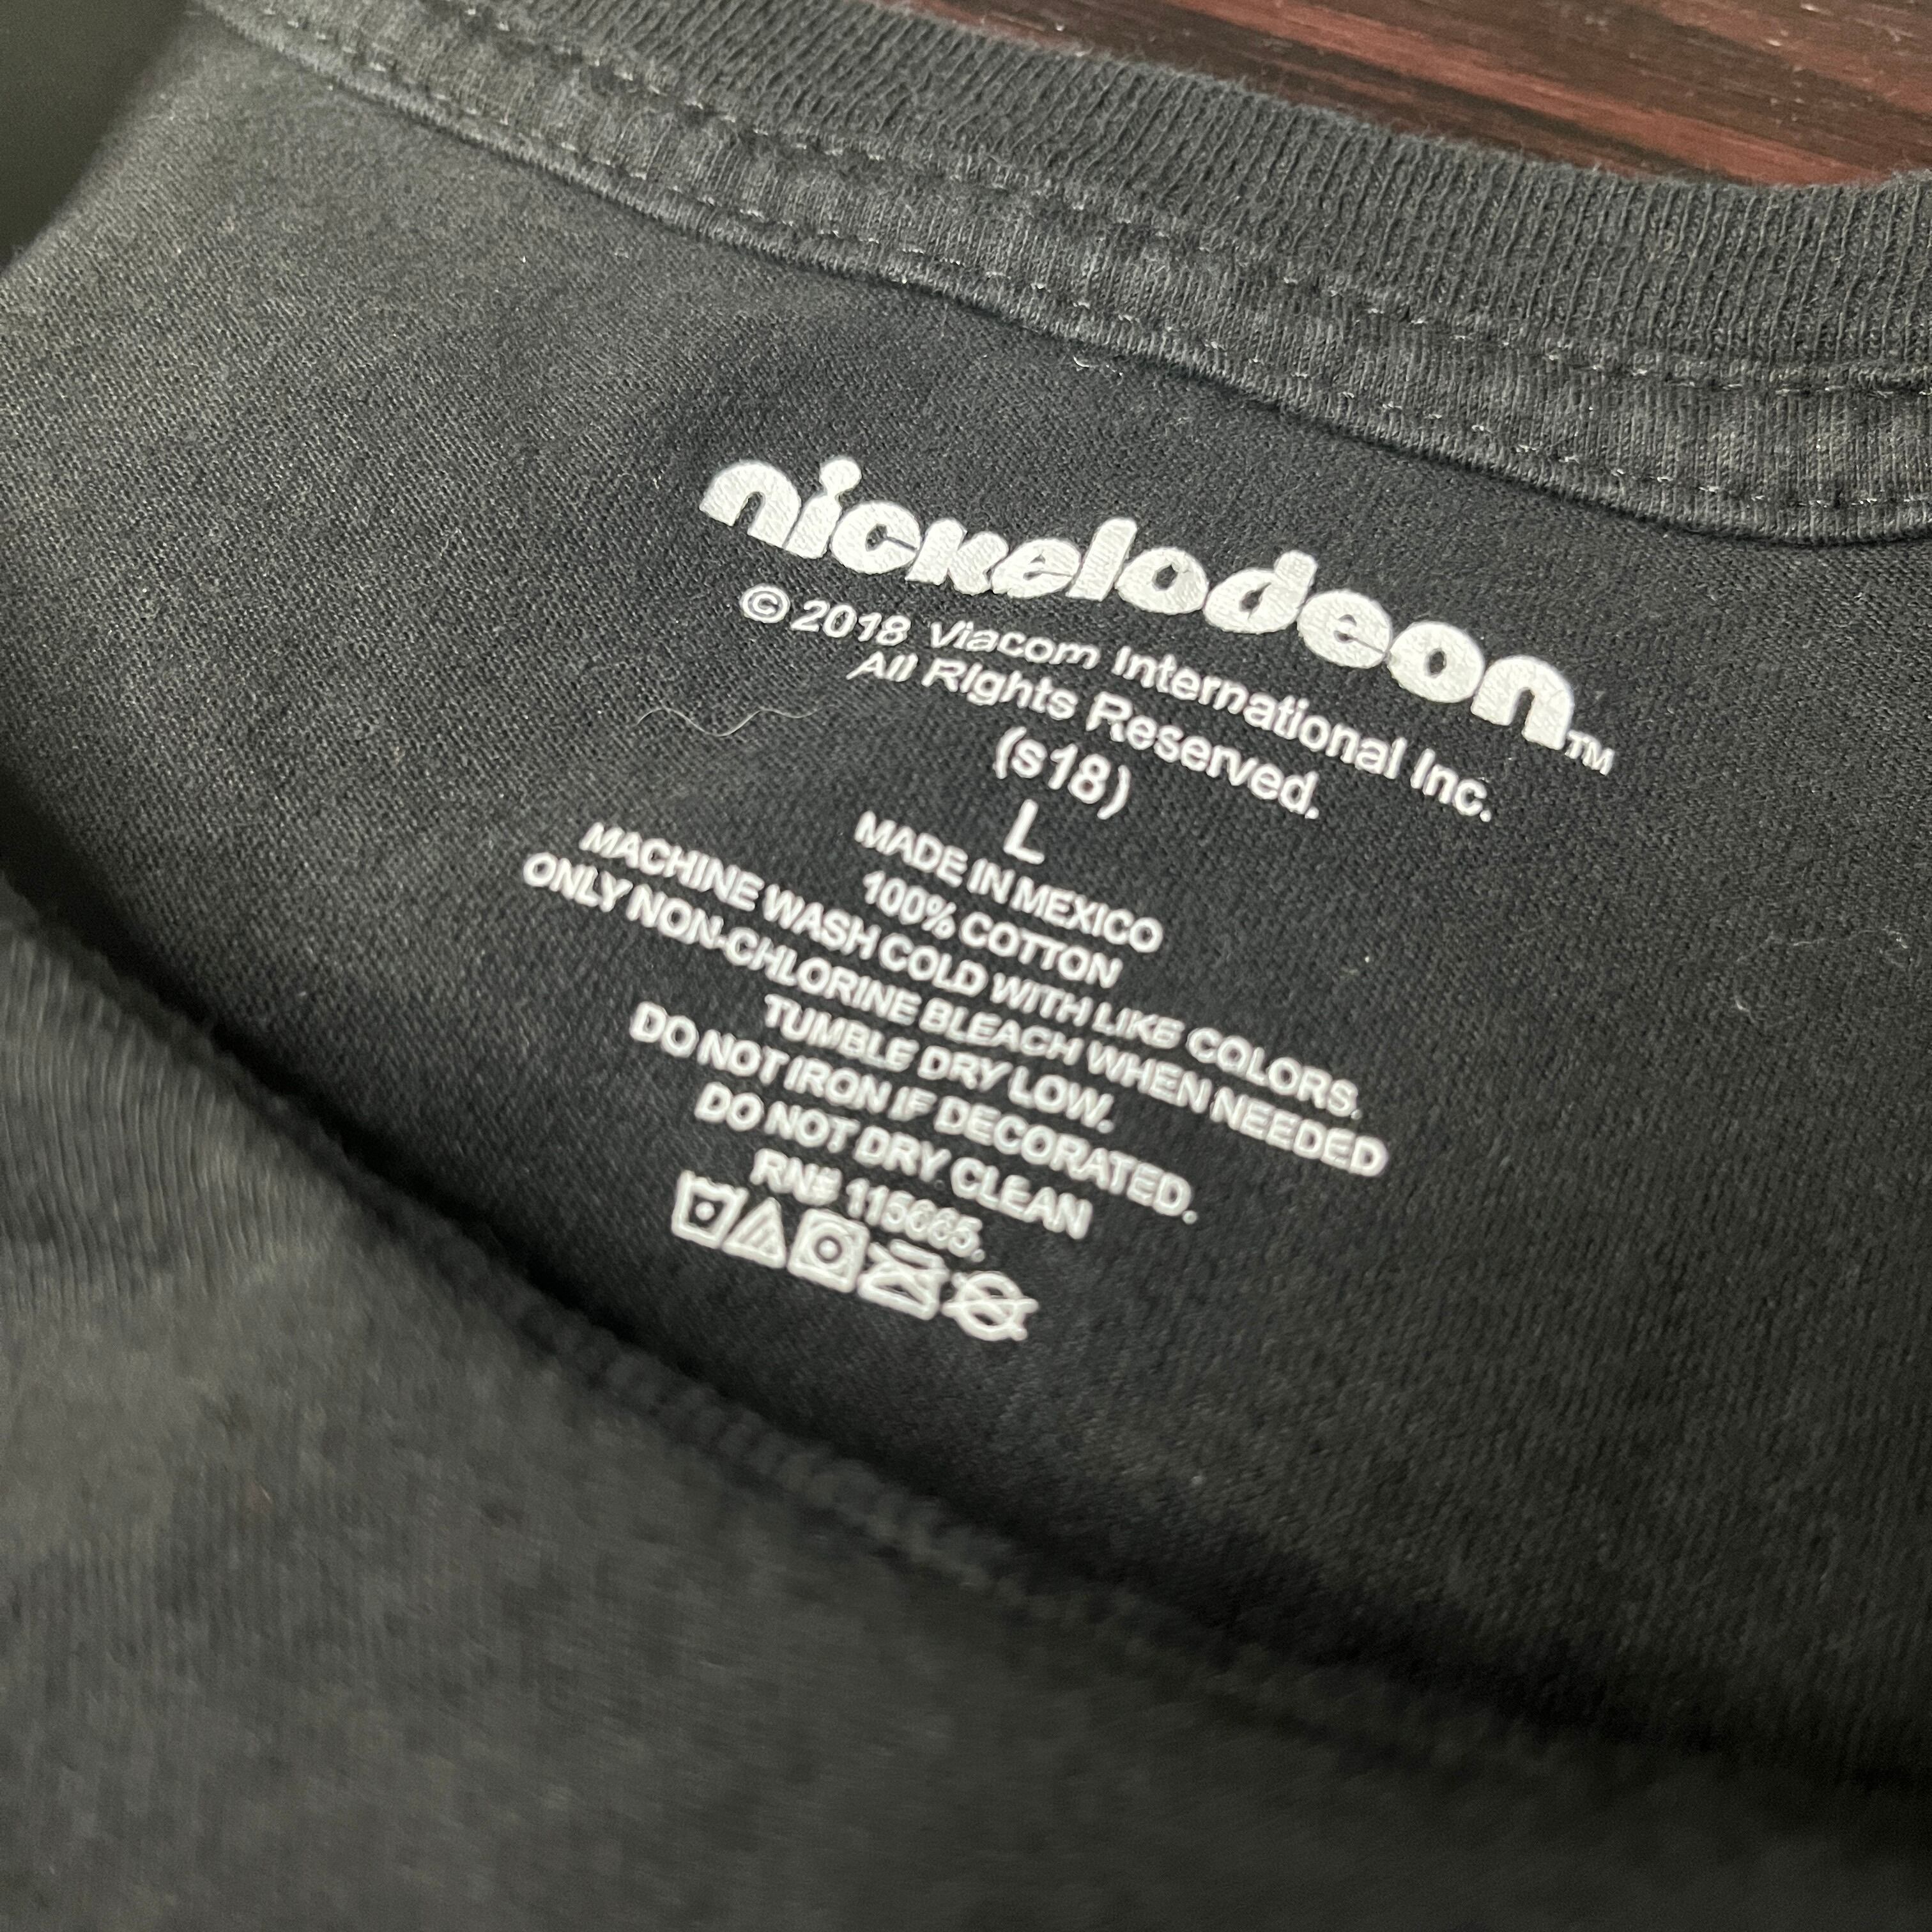 nickelodeon™
© 2018 Viacom International Inc.
All Rights Reserved.
(s18)
L
MADE IN MEXICO
100% COTTON
MACHINE WASH COLD WITH LIKE COLORS.
ONLY NON-CHLORINE BLEACH WHEN NEEDED
TUMBLE DRY LOW.
DO NOT IRON IF DECORATED.
DO NOT DRY CLEAN
RN# 115665.